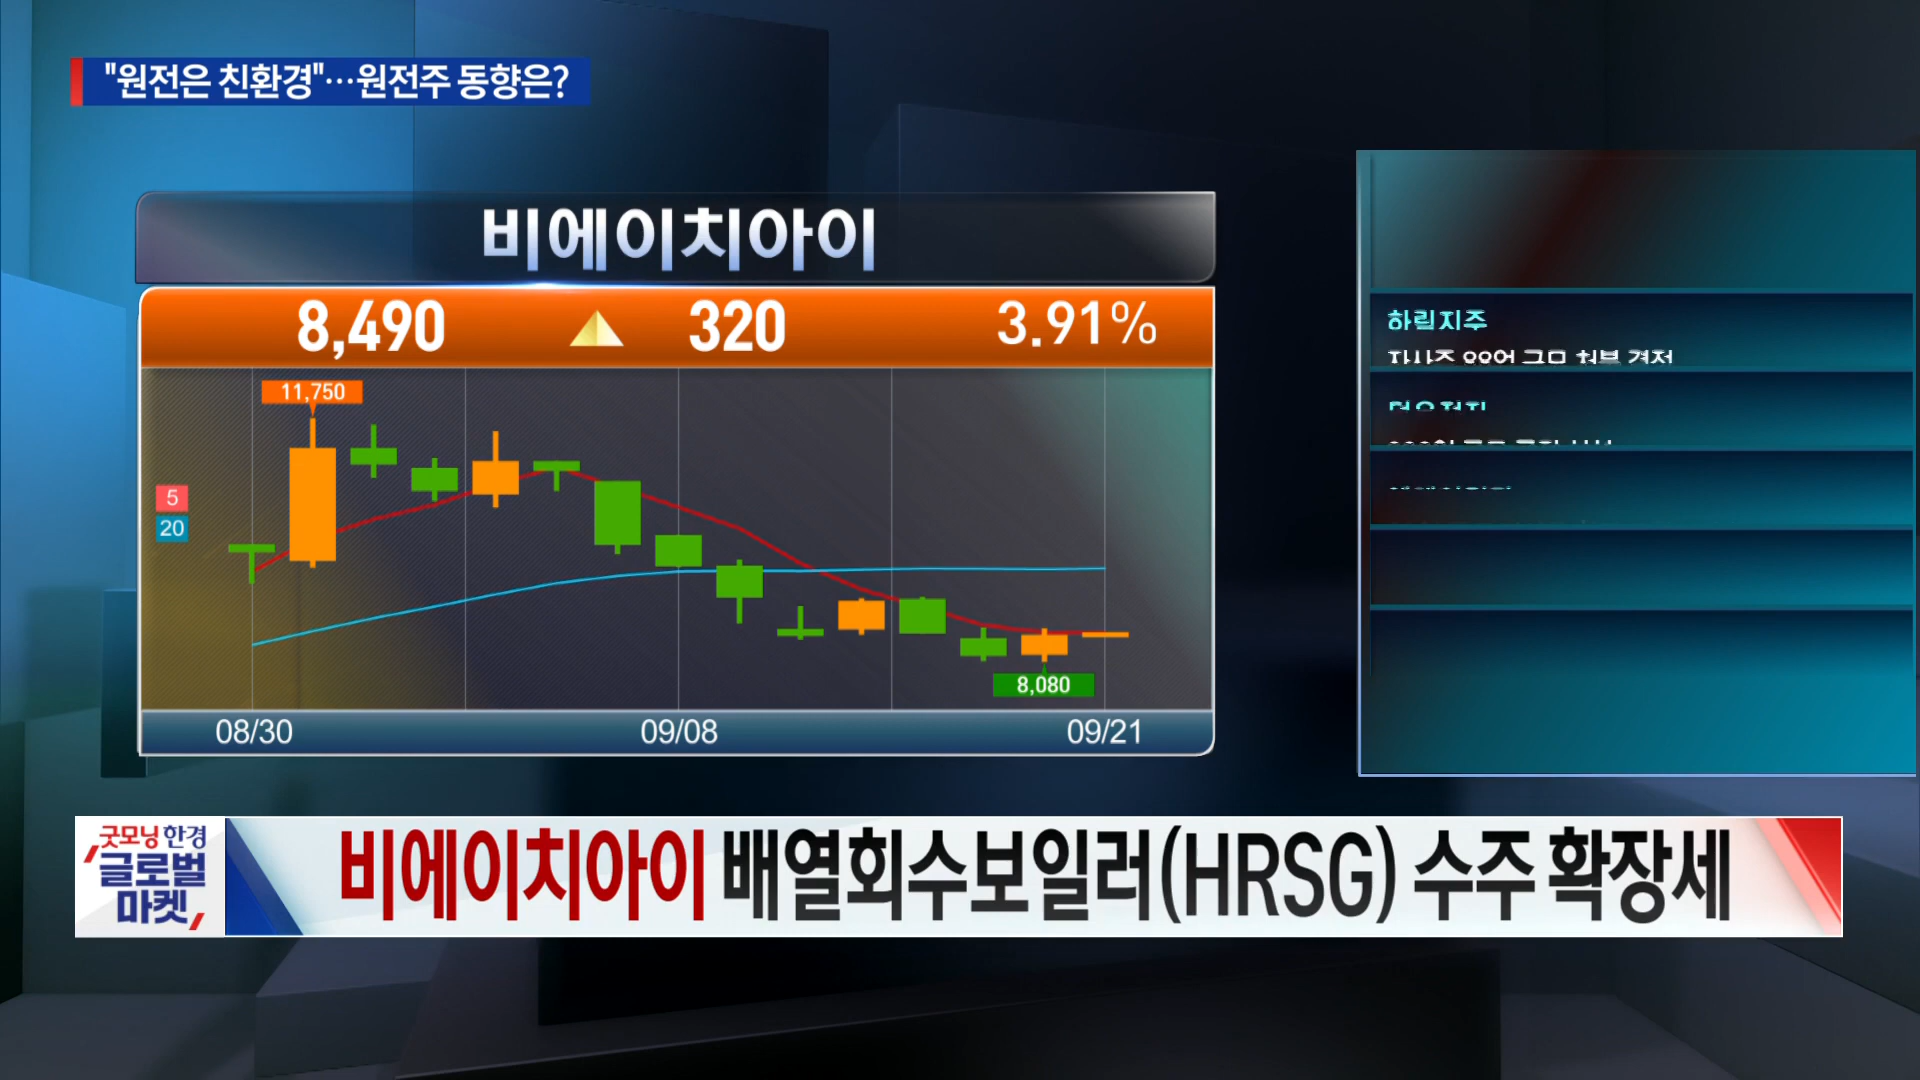 "원전은 친환경"…원전주 동향은?
비에이치아이
8,490 320 3.91%
11,750
5
20
8,080
08/30 09/08 09/21
하림지주
굿모닝 한경
글로벌
마켓
비에이치아이 배열회수보일러(HRSG) 수주 확장세